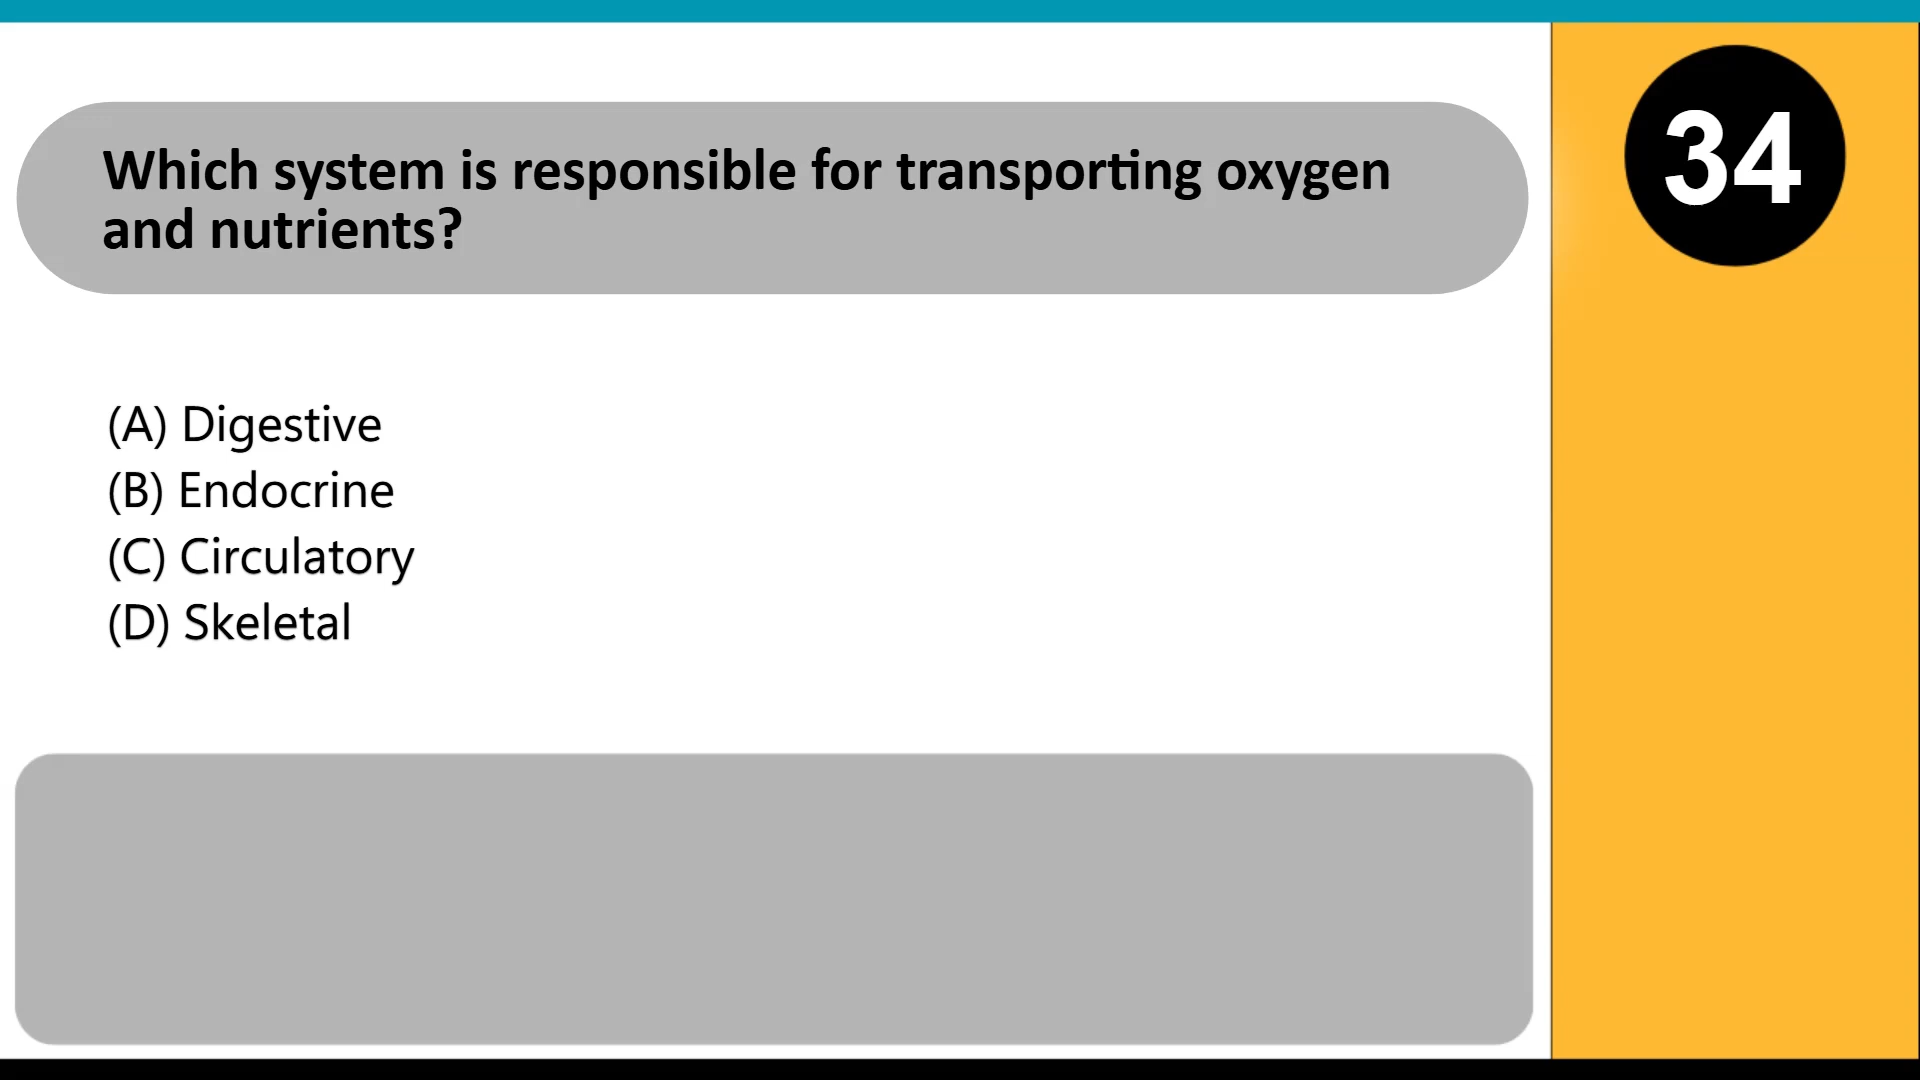 34
Which system is responsible for transporting oxygen
and nutrients?
(A) Digestive
(B) Endocrine
(C) Circulatory
(D) Skeletal